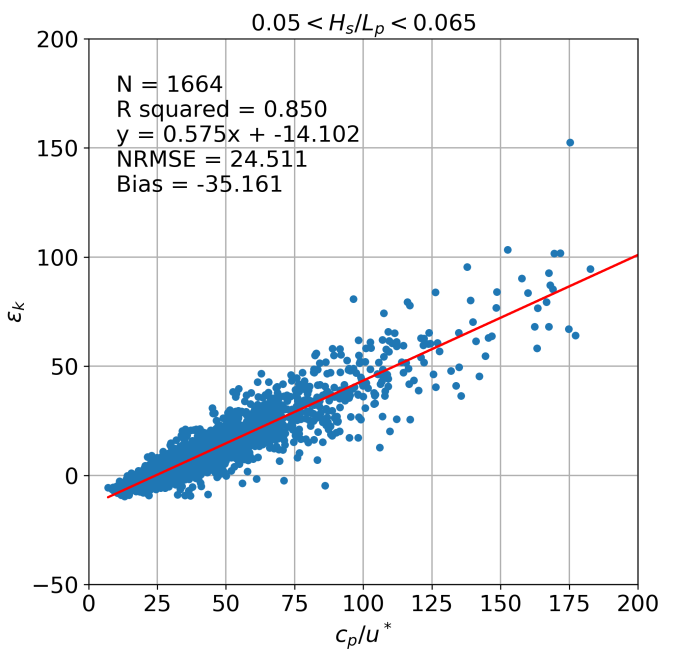 0.05 < H_s/L_p < 0.065
200
150
100
50
0
−50
N = 1664
R squared = 0.850
y = 0.575x + -14.102
NRMSE = 24.511
Bias = -35.161
ε_k
0 25 50 75 100 125 150 175 200
c_p/u*